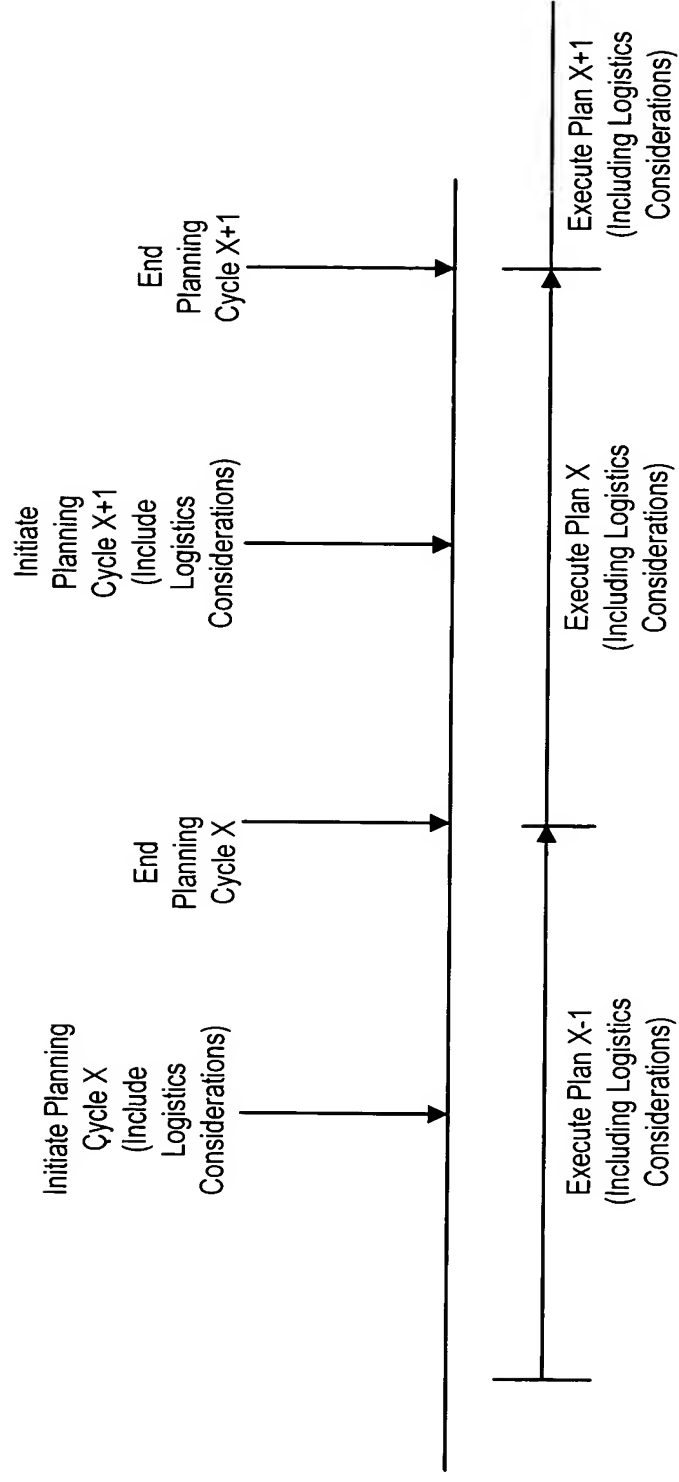 Initiate Planning
Cycle X
(Include
Logistics
Considerations)
End
Planning
Cycle X
Initiate
Planning
Cycle X+1
(Include
Logistics
Considerations)
End
Planning
Cycle X+1
Execute Plan X-1
(Including Logistics
Considerations)
Execute Plan X
(Including Logistics
Considerations)
Execute Plan X+1
(Including Logistics
Considerations)